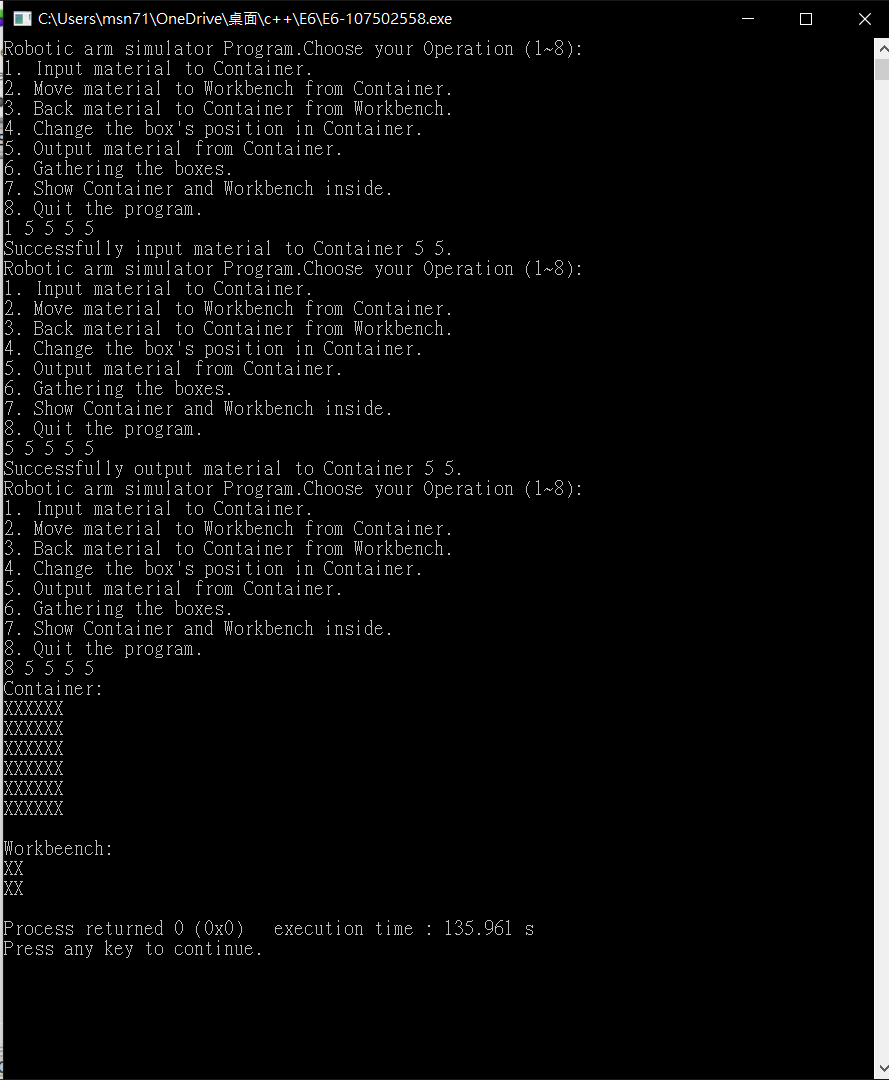 C:\Users\msn71\OneDrive\桌面\c++\E6\E6-107502558.exe
Robotic arm simulator Program.Choose your Operation (1~8):
1. Input material to Container.
2. Move material to Workbench from Container.
3. Back material to Container from Workbench.
4. Change the box's position in Container.
5. Output material from Container.
6. Gathering the boxes.
7. Show Container and Workbench inside.
8. Quit the program.
1 5 5 5 5
Successfully input material to Container 5 5.
Robotic arm simulator Program.Choose your Operation (1~8):
1. Input material to Container.
2. Move material to Workbench from Container.
3. Back material to Container from Workbench.
4. Change the box's position in Container.
5. Output material from Container.
6. Gathering the boxes.
7. Show Container and Workbench inside.
8. Quit the program.
5 5 5 5 5
Successfully output material to Container 5 5.
Robotic arm simulator Program.Choose your Operation (1~8):
1. Input material to Container.
2. Move material to Workbench from Container.
3. Back material to Container from Workbench.
4. Change the box's position in Container.
5. Output material from Container.
6. Gathering the boxes.
7. Show Container and Workbench inside.
8. Quit the program.
8 5 5 5 5
Container:
XXXXXX
XXXXXX
XXXXXX
XXXXXX
XXXXXX
XXXXXX
Workbeench:
XX
XX
Process returned 0 (0x0)   execution time : 135.961 s
Press any key to continue.